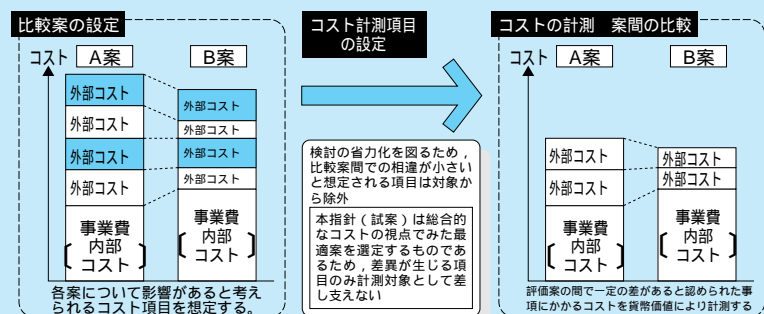 比較案の設定
コスト
A案
B案
外部コスト
外部コスト
外部コスト
外部コスト
事業費
内部
コスト
外部コスト
外部コスト
外部コスト
外部コスト
事業費
内部
コスト
各案について影響があると考え
られるコスト項目を想定する。
コスト計測項目
の設定
検討の省力化を図るため,
比較案間での相違が小さい
と想定される項目は対象か
ら除外
本指針(試案)は総合的
なコストの視点でみた最
適案を選定するものであ
るため,差異が生じる項
目のみ計測対象として差
し支えない
コストの計測 案間の比較
コスト
A案
B案
外部コスト
外部コスト
事業費
内部
コスト
外部コスト
外部コスト
事業費
内部
コスト
評価案の間で一定の差があると認められた事
項にかかるコストを貨幣価値により計測する